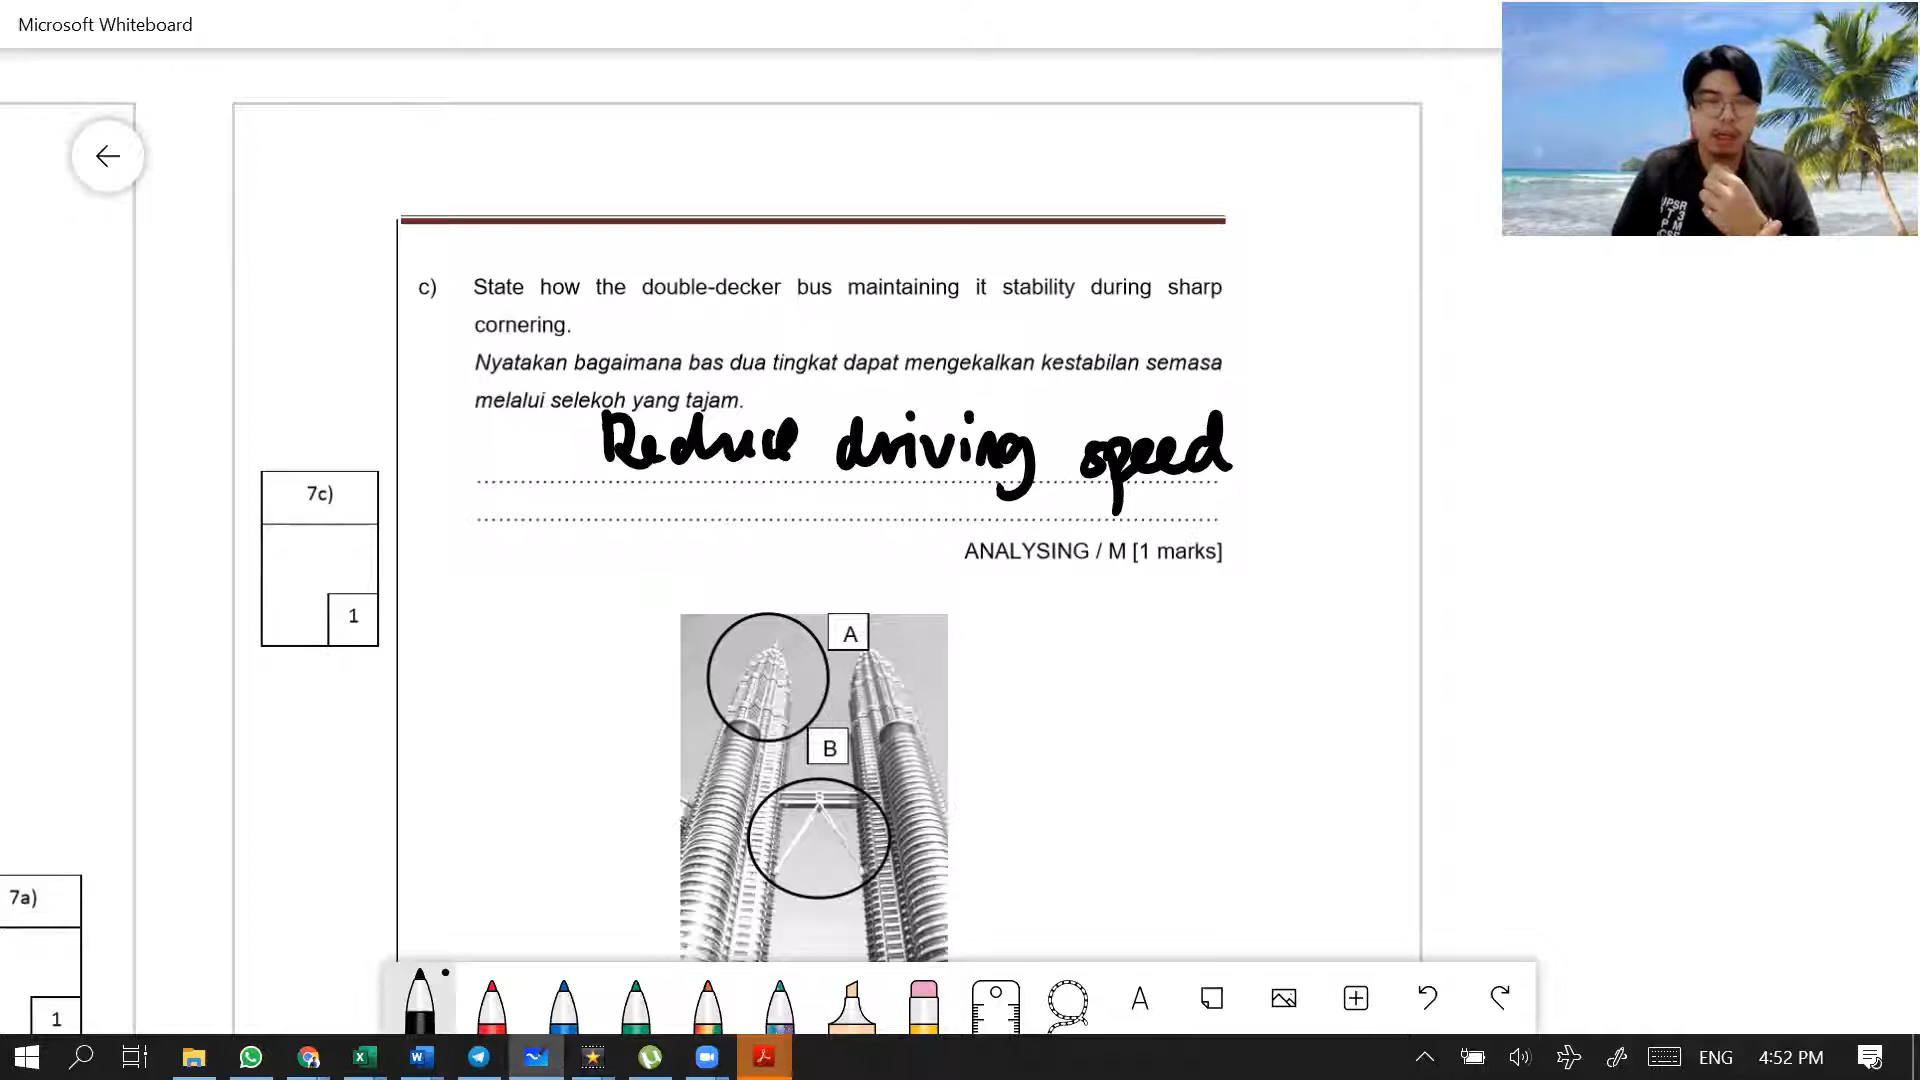 Microsoft Whiteboard
c) State how the double-decker bus maintaining it stability during sharp
cornering.
Nyatakan bagaimana bas dua tingkat dapat mengekalkan kestabilan semasa
melalui selekoh yang tajam.
Reduce driving speed
7c)
1
ANALYSING / M [1 marks]
A
B
7a)
1
A
ENG 4:52 PM